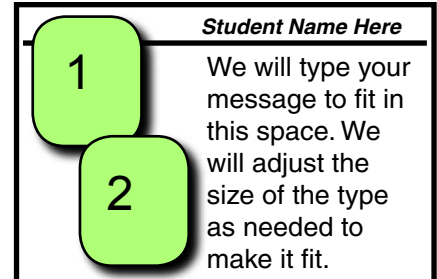 Student Name Here
1
2
We will type your
message to fit in
this space. We
will adjust the
size of the type
as needed to
make it fit.